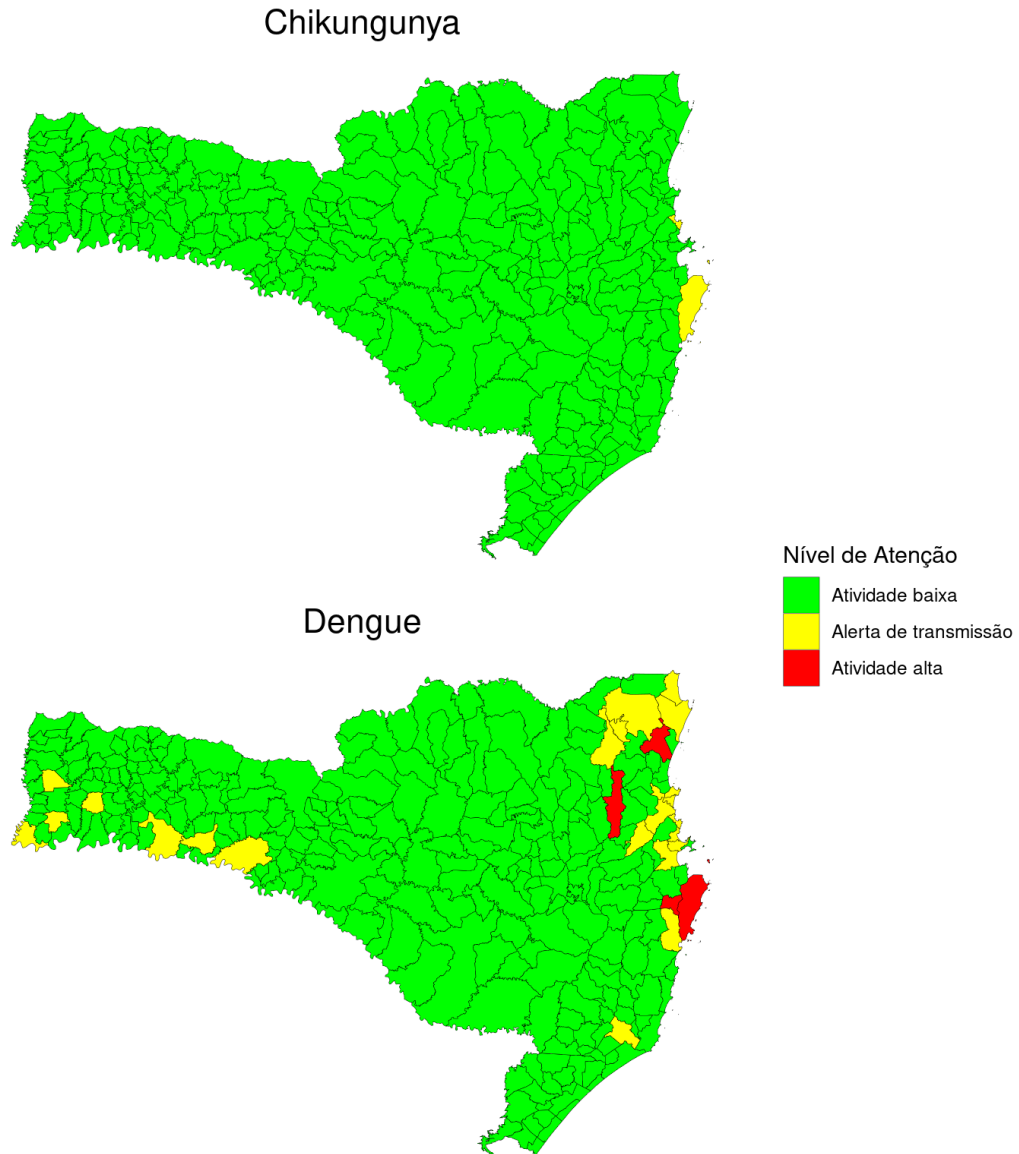 Chikungunya
Nível de Atenção
Atividade baixa
Alerta de transmissão
Atividade alta
Dengue